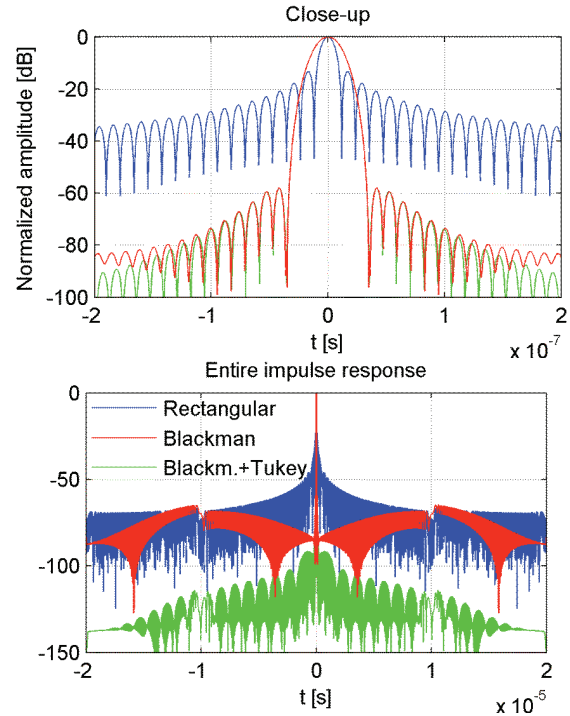 Close-up
Normalized amplitude [dB]
0
-20
-40
-60
-80
-100
-2 -1 0 1 2
t [s]
x 10^-7
Entire impulse response
0
-50
-100
-150
Rectangular
Blackman
Blackm.+Tukey
-2 -1 0 1 2
t [s]
x 10^-5